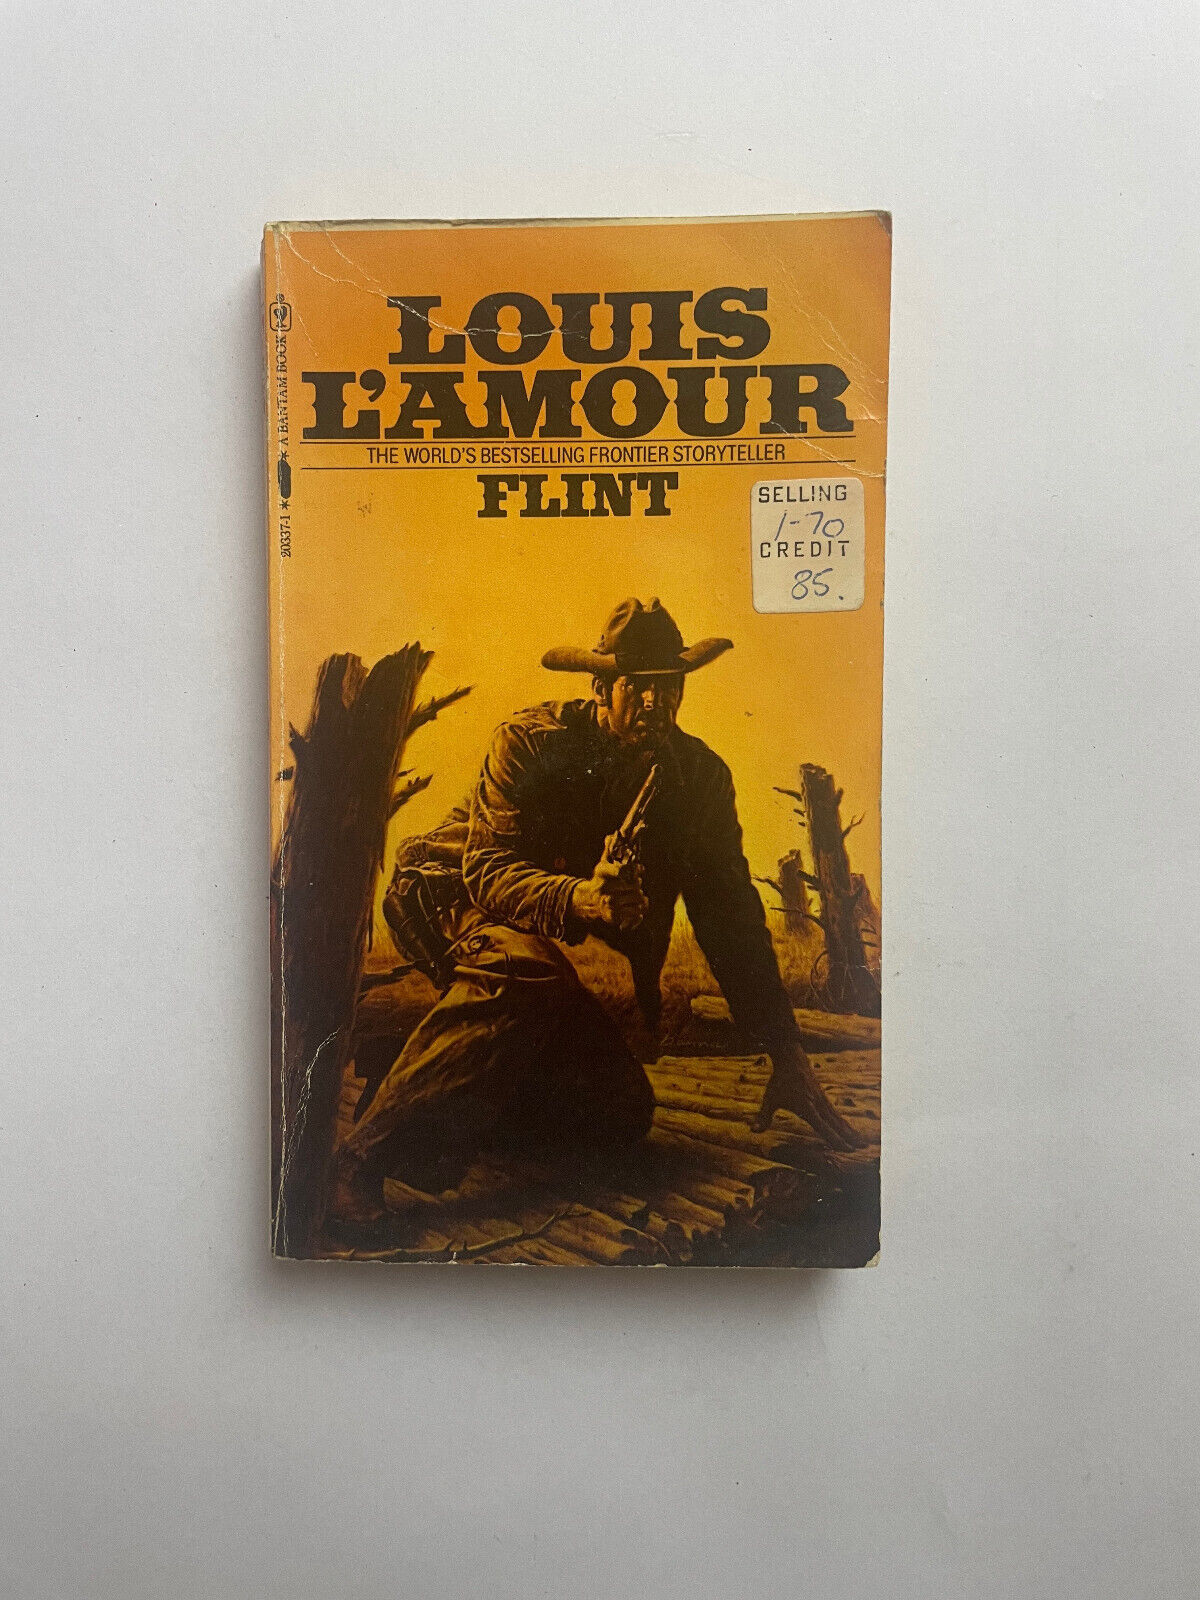 LOUIS
L'AMOUR
THE WORLD'S BESTSELLING FRONTIER STORYTELLER
FLINT
SELLING
1-70
CREDIT
85.
20337-1 ★ ★ A BANTAM BOOK